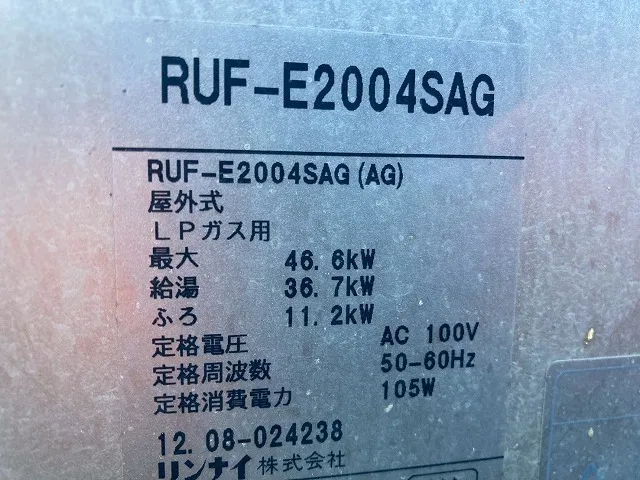 RUF-E2004SAG
RUF-E2004SAG(AG)
屋外式
LPガス用
最大 46.6kW
給湯 36.7kW
ふろ 11.2kW
定格電圧 AC 100V
定格周波数 50-60Hz
定格消費電力 105W
12.08-024238
リンナイ株式会社